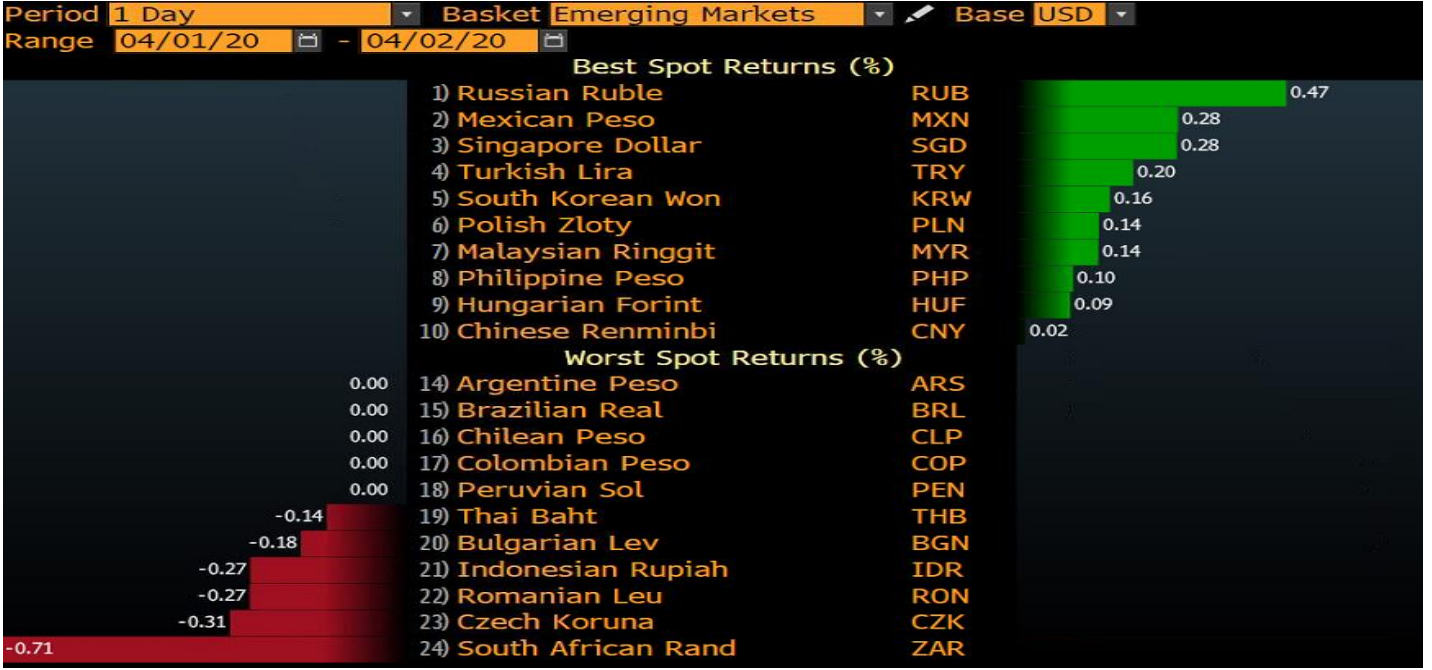 Period 1 Day Basket Emerging Markets Base USD
Range 04/01/20 - 04/02/20
Best Spot Returns (%)
1) Russian Ruble RUB 0.47
2) Mexican Peso MXN 0.28
3) Singapore Dollar SGD 0.28
4) Turkish Lira TRY 0.20
5) South Korean Won KRW 0.16
6) Polish Zloty PLN 0.14
7) Malaysian Ringgit MYR 0.14
8) Philippine Peso PHP 0.10
9) Hungarian Forint HUF 0.09
10) Chinese Renminbi CNY 0.02
Worst Spot Returns (%)
0.00 14) Argentine Peso ARS
0.00 15) Brazilian Real BRL
0.00 16) Chilean Peso CLP
0.00 17) Colombian Peso COP
0.00 18) Peruvian Sol PEN
-0.14 19) Thai Baht THB
-0.18 20) Bulgarian Lev BGN
-0.27 21) Indonesian Rupiah IDR
-0.27 22) Romanian Leu RON
-0.31 23) Czech Koruna CZK
-0.71 24) South African Rand ZAR